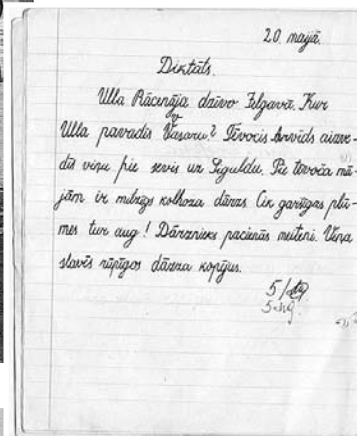 20. maijā.
Diktāts.
Ulla Rācenāja dzīvo Jelgavā. Kur
Ulla pavadīs Vasaru? Tēvocis Arvīds aizve-
dīs viņu pie sevis uz Siguldu. Pie tēvoča mā-
jām ir milzīgs kolhoza dārzs. Cik garšīgas plū-
mes tur aug! Dārznieks pacienās meiteni. Viņa
slavēs rūpīgos dārza kopējus.
5/
5